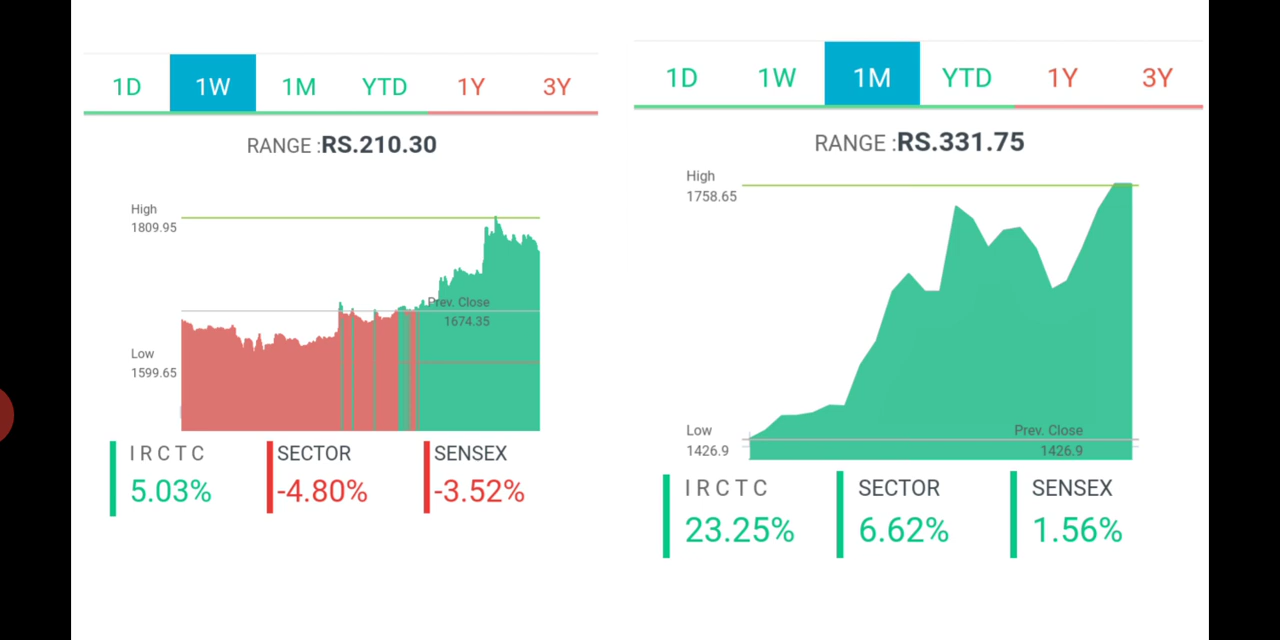 1D 1W 1M YTD 1Y 3Y
RANGE :RS.210.30
High
1809.95
Prev. Close
1674.35
Low
1599.65
I R C T C SECTOR SENSEX
5.03% -4.80% -3.52%
1D 1W 1M YTD 1Y 3Y
RANGE :RS.331.75
High
1758.65
Low Prev. Close
1426.9 1426.9
I R C T C SECTOR SENSEX
23.25% 6.62% 1.56%